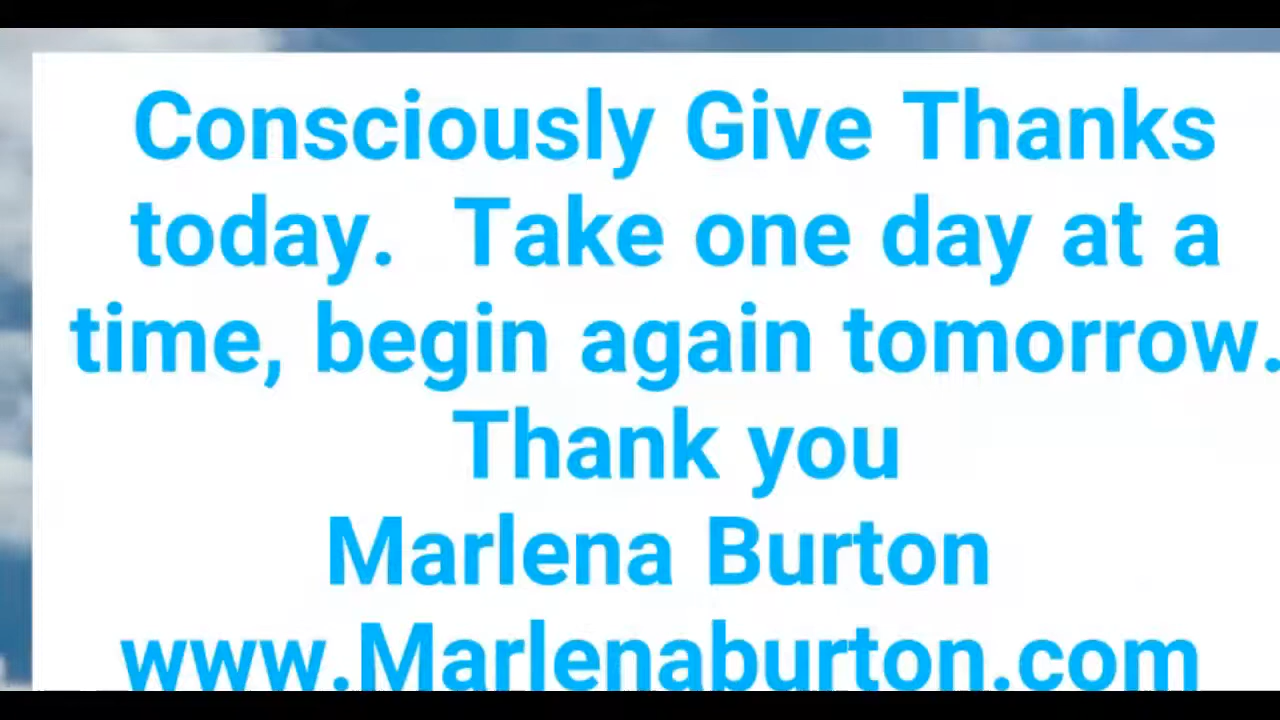 Consciously Give Thanks
today.  Take one day at a
time, begin again tomorrow.
Thank you
Marlena Burton
www.Marlenaburton.com